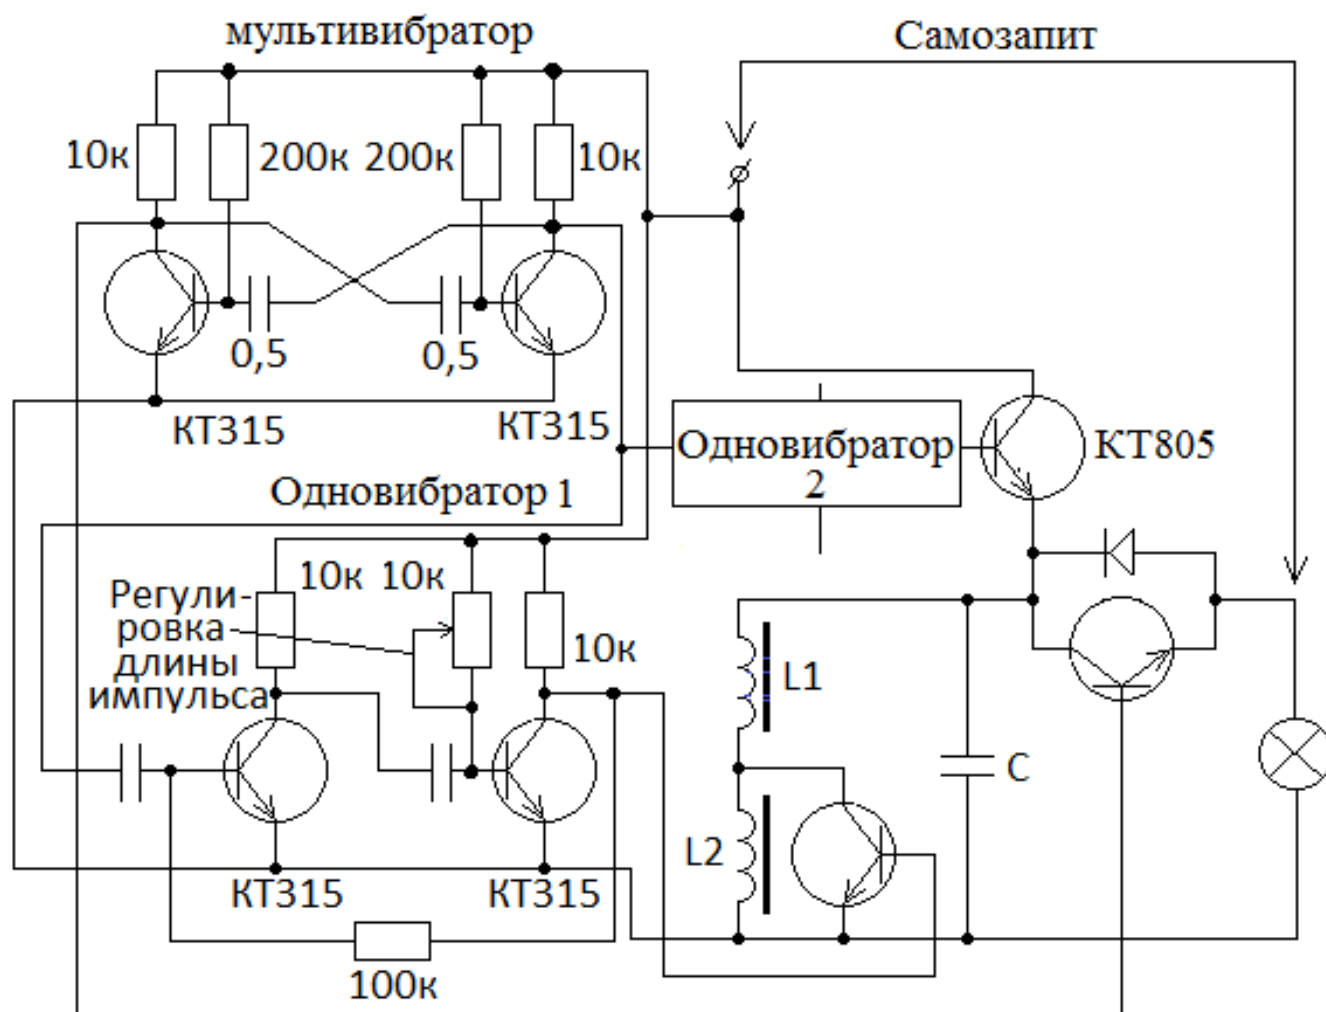 мультивибратор
Самозапит
10к
200к
200к
10к
0,5
0,5
КТ315
КТ315
Одновибратор
2
КТ805
Одновибратор 1
10к 10к
Регули-
ровка
длины
импульса
10к
L1
C
L2
КТ315
КТ315
100к